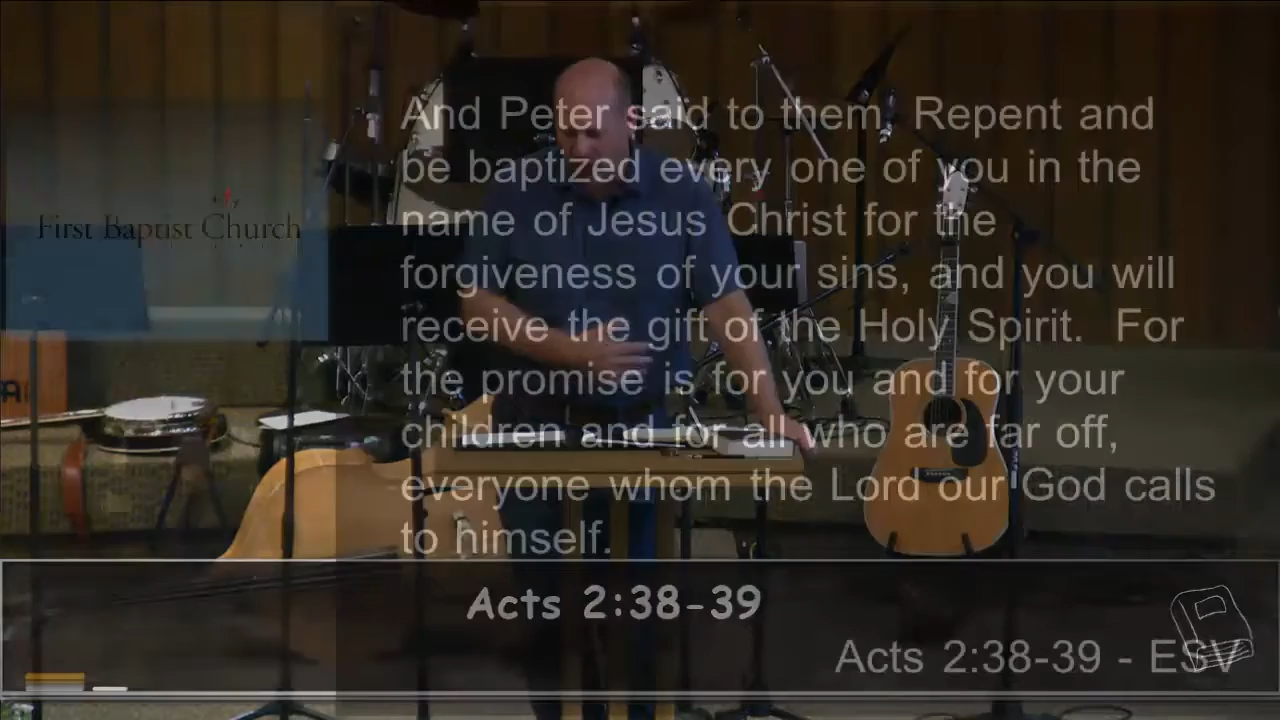 And Peter said to them, Repent and
be baptized every one of you in the
name of Jesus Christ for the
forgiveness of your sins, and you will
receive the gift of the Holy Spirit. For
the promise is for you and for your
children and for all who are far off,
everyone whom the Lord our God calls
to himself.
First Baptist Church
Acts 2:38-39
Acts 2:38-39 - ESV